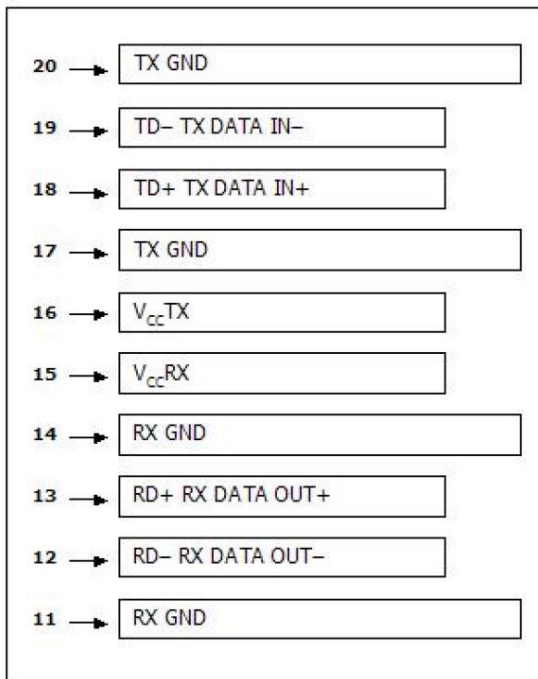 20 TX GND
19 TD– TX DATA IN–
18 TD+ TX DATA IN+
17 TX GND
16 VCCTX
15 VCCRX
14 RX GND
13 RD+ RX DATA OUT+
12 RD– RX DATA OUT–
11 RX GND